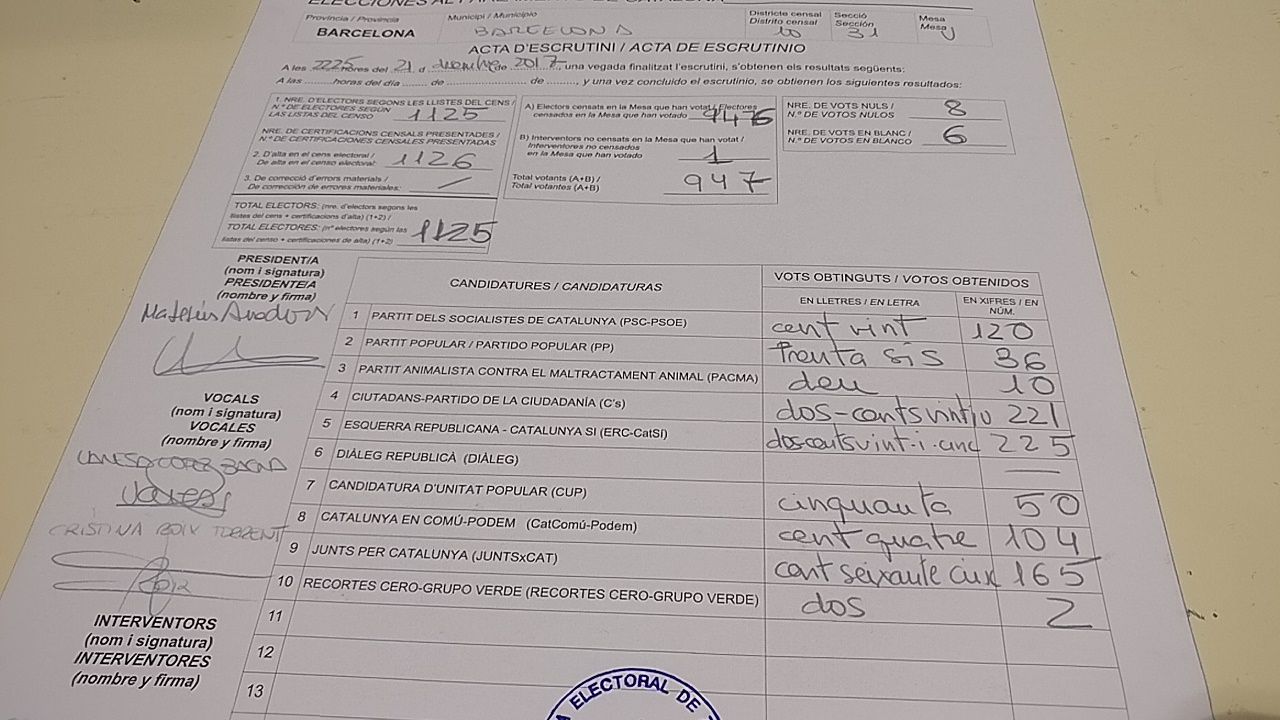 ELECCIONS AL PARLAMENT DE CATALUNYA
Província / Provincia
BARCELONA
Municipi / Municipio
BARCELONA
Districte censal
Distrito censal
10
Secció
Sección
31
Mesa
Mesa
U
ACTA D'ESCRUTINI / ACTA DE ESCRUTINIO
A les 2225 hores del 21 d desembre de 2017, una vegada finalitzat l'escrutini, s'obtenen els resultats següents:
A las ........ horas del día ........ de ........ de ........ y una vez concluido el escrutinio, se obtienen los siguientes resultados:
1. NRE. D'ELECTORS SEGONS LES LLISTES DEL CENS /
N.º DE ELECTORES SEGÚN
LAS LISTAS DEL CENSO 1125
NRE. DE CERTIFICACIONS CENSALS PRESENTADES /
N.º DE CERTIFICACIONES CENSALES PRESENTADAS
2. D'alta en el cens electoral /
De alta en el censo electoral: 1126
3. De correcció d'errors materials /
De corrección de errores materiales: /
TOTAL ELECTORS: (nre. d'electors segons les
llistes del cens + certificacions d'alta) (1+2) /
TOTAL ELECTORES: (nº electores según las
listas del censo + certificaciones de alta) (1+2) 1125
A) Electors censats en la Mesa que han votat / Electores
censados en la Mesa que han votado 946
B) Interventors no censats en la Mesa que han votat /
Interventores no censados
en la Mesa que han votado 1
Total votants (A+B) /
Total votantes (A+B) 947
NRE. DE VOTS NULS /
N.º DE VOTOS NULOS 8
NRE. DE VOTS EN BLANC /
N.º DE VOTOS EN BLANCO 6
PRESIDENT/A
(nom i signatura)
PRESIDENTE/A
(nombre y firma)
VOCALS
(nom i signatura)
VOCALES
(nombre y firma)
CRISTINA BOIX TORRENT
INTERVENTORS
(nom i signatura)
INTERVENTORES
(nombre y firma)
CANDIDATURES / CANDIDATURAS
VOTS OBTINGUTS / VOTOS OBTENIDOS
EN LLETRES / EN LETRA
EN XIFRES / EN NÚM.
1 PARTIT DELS SOCIALISTES DE CATALUNYA (PSC-PSOE) cent vint 120
2 PARTIT POPULAR / PARTIDO POPULAR (PP) trenta sis 36
3 PARTIT ANIMALISTA CONTRA EL MALTRACTAMENT ANIMAL (PACMA) deu 10
4 CIUTADANS-PARTIDO DE LA CIUDADANÍA (C's) dos-cents vint iu 221
5 ESQUERRA REPUBLICANA - CATALUNYA SI (ERC-CatSI) dos-cents vint-i-cinc 225
6 DIÀLEG REPUBLICÀ (DIÀLEG) —
7 CANDIDATURA D'UNITAT POPULAR (CUP) cinquanta 50
8 CATALUNYA EN COMÚ-PODEM (CatComú-Podem) cent quatre 104
9 JUNTS PER CATALUNYA (JUNTSxCAT) cent seixanta cinc 165
10 RECORTES CERO-GRUPO VERDE (RECORTES CERO-GRUPO VERDE) dos 2
11
12
13
ELECTORAL DE